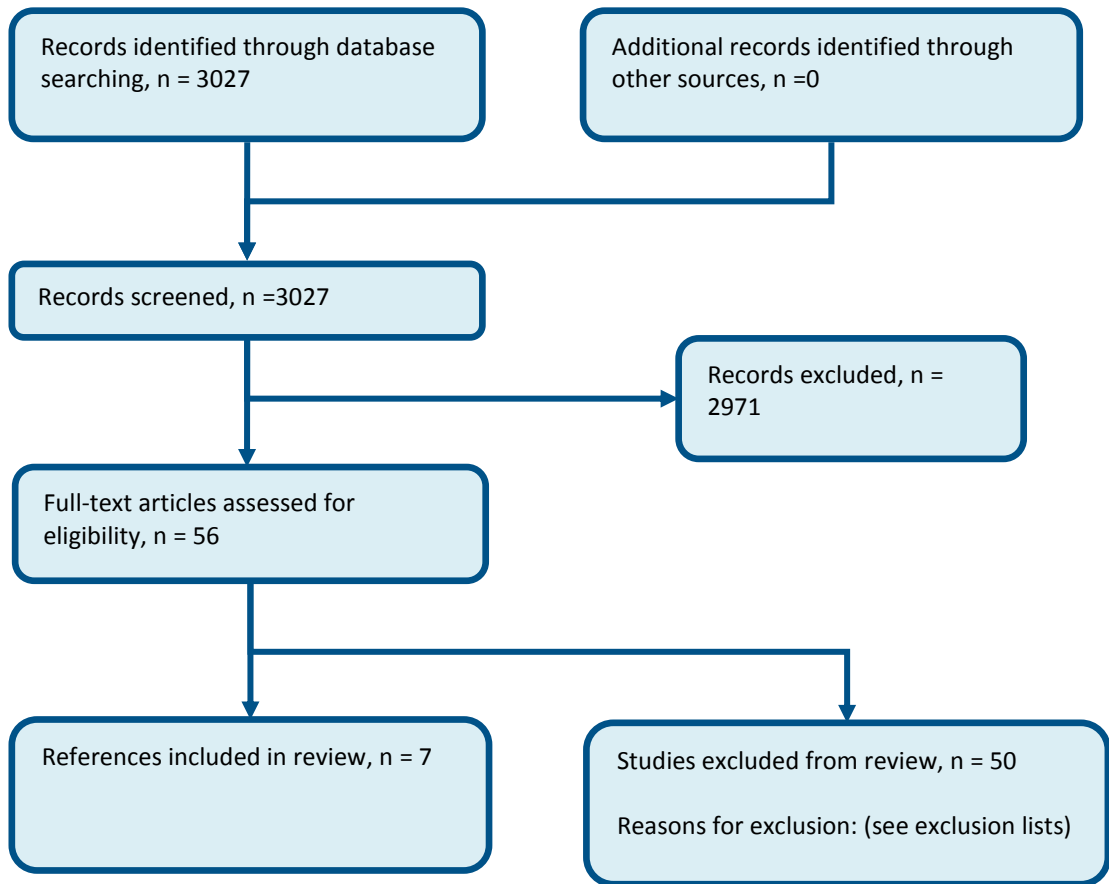 Records identified through database
searching, n = 3027
Additional records identified through
other sources, n =0
Records screened, n =3027
Records excluded, n =
2971
Full-text articles assessed for
eligibility, n = 56
References included in review, n = 7
Studies excluded from review, n = 50
Reasons for exclusion: (see exclusion lists)